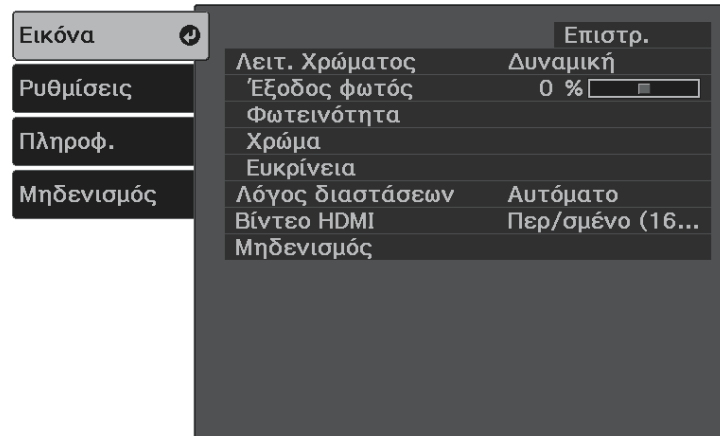 Εικόνα
Ρυθμίσεις
Πληροφ.
Μηδενισμός
Επιστρ.
Λειτ. Χρώματος Δυναμική
Έξοδος φωτός 0 %
Φωτεινότητα
Χρώμα
Ευκρίνεια
Λόγος διαστάσεων Αυτόματο
Βίντεο HDMI Περ/σμένο (16...
Μηδενισμός